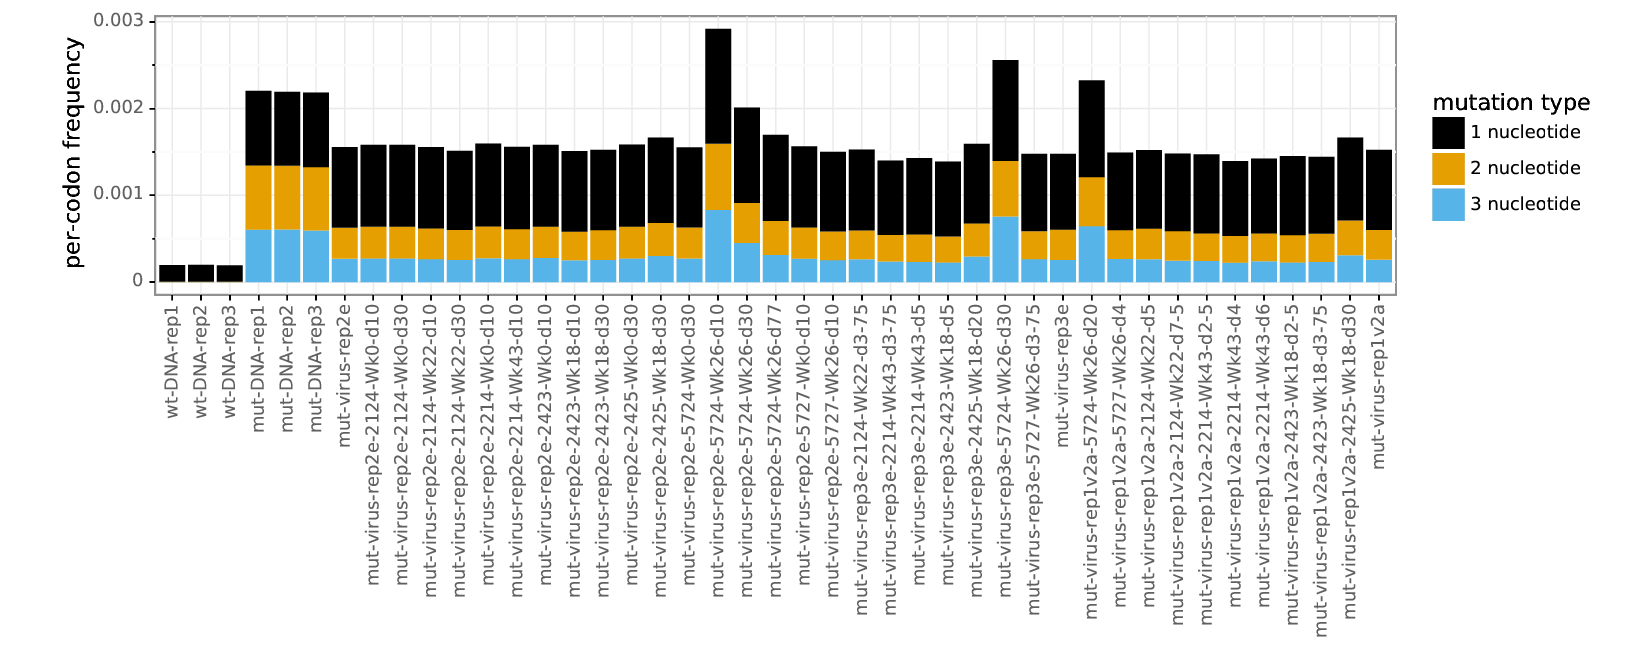 per-codon frequency
0.003
0.002
0.001
0
mutation type
1 nucleotide
2 nucleotide
3 nucleotide
wt-DNA-rep1
wt-DNA-rep2
wt-DNA-rep3
mut-DNA-rep1
mut-DNA-rep2
mut-DNA-rep3
mut-virus-rep2e
mut-virus-rep2e-2124-Wk0-d10
mut-virus-rep2e-2124-Wk0-d30
mut-virus-rep2e-2124-Wk22-d10
mut-virus-rep2e-2124-Wk22-d30
mut-virus-rep2e-2214-Wk0-d10
mut-virus-rep2e-2214-Wk43-d10
mut-virus-rep2e-2423-Wk0-d10
mut-virus-rep2e-2423-Wk18-d10
mut-virus-rep2e-2423-Wk18-d30
mut-virus-rep2e-2425-Wk0-d30
mut-virus-rep2e-2425-Wk18-d30
mut-virus-rep2e-5724-Wk0-d30
mut-virus-rep2e-5724-Wk26-d10
mut-virus-rep2e-5724-Wk26-d30
mut-virus-rep2e-5724-Wk26-d77
mut-virus-rep2e-5727-Wk0-d10
mut-virus-rep2e-5727-Wk26-d10
mut-virus-rep3e-2124-Wk22-d3-75
mut-virus-rep3e-2214-Wk43-d3-75
mut-virus-rep3e-2214-Wk43-d5
mut-virus-rep3e-2423-Wk18-d5
mut-virus-rep3e-2425-Wk18-d20
mut-virus-rep3e-5724-Wk26-d30
mut-virus-rep3e-5727-Wk26-d3-75
mut-virus-rep3e
mut-virus-rep1v2a-5724-Wk26-d20
mut-virus-rep1v2a-5727-Wk26-d4
mut-virus-rep1v2a-2124-Wk22-d5
mut-virus-rep1v2a-2124-Wk22-d7-5
mut-virus-rep1v2a-2214-Wk43-d2-5
mut-virus-rep1v2a-2214-Wk43-d4
mut-virus-rep1v2a-2214-Wk43-d6
mut-virus-rep1v2a-2423-Wk18-d2-5
mut-virus-rep1v2a-2423-Wk18-d3-75
mut-virus-rep1v2a-2425-Wk18-d30
mut-virus-rep1v2a